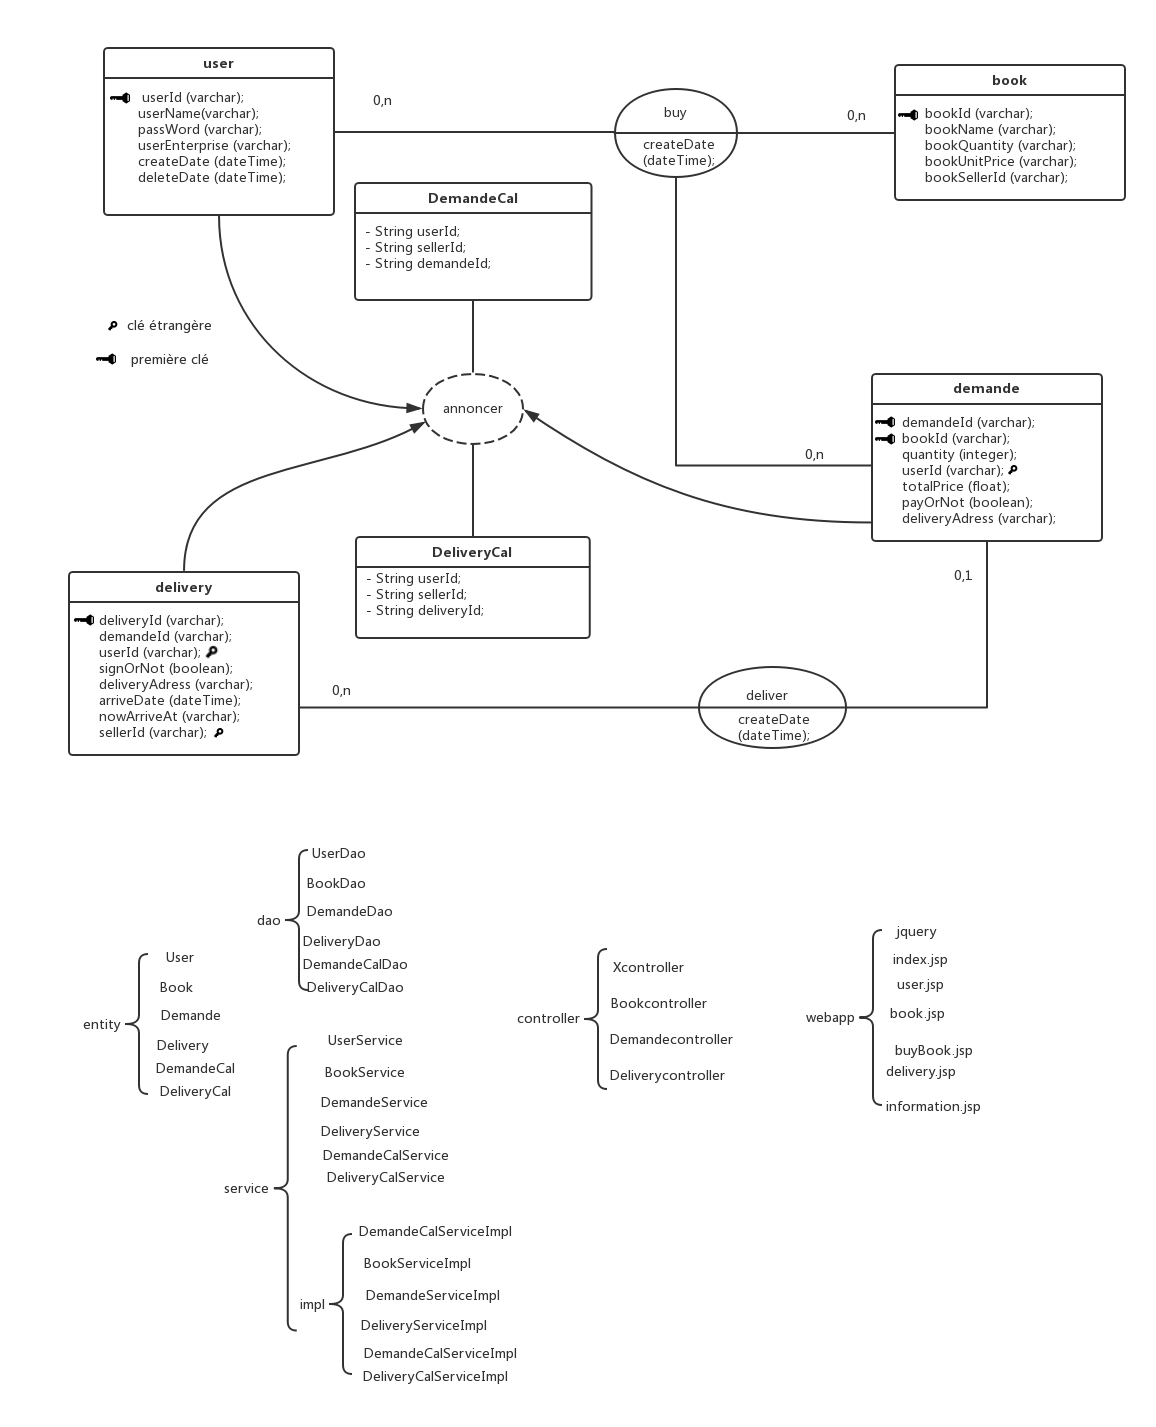 user
userId (varchar);
userName(varchar);
passWord (varchar);
userEnterprise (varchar);
createDate (dateTime);
deleteDate (dateTime);
0,n
buy
createDate
(dateTime);
0,n
book
bookId (varchar);
bookName (varchar);
bookQuantity (varchar);
bookUnitPrice (varchar);
bookSellerId (varchar);
DemandeCal
- String userId;
- String sellerId;
- String demandeId;
clé étrangère
première clé
annoncer
demande
demandeId (varchar);
bookId (varchar);
quantity (integer);
userId (varchar);
totalPrice (float);
payOrNot (boolean);
deliveryAdress (varchar);
0,n
0,1
DeliveryCal
- String userId;
- String sellerId;
- String deliveryId;
delivery
deliveryId (varchar);
demandeId (varchar);
userId (varchar);
signOrNot (boolean);
deliveryAdress (varchar);
arriveDate (dateTime);
nowArriveAt (varchar);
sellerId (varchar);
0,n
deliver
createDate
(dateTime);
dao
UserDao
BookDao
DemandeDao
DeliveryDao
DemandeCalDao
DeliveryCalDao
entity
User
Book
Demande
Delivery
DemandeCal
DeliveryCal
controller
Xcontroller
Bookcontroller
Demandecontroller
Deliverycontroller
webapp
jquery
index.jsp
user.jsp
book.jsp
buyBook.jsp
delivery.jsp
information.jsp
service
UserService
BookService
DemandeService
DeliveryService
DemandeCalService
DeliveryCalService
impl
DemandeCalServiceImpl
BookServiceImpl
DemandeServiceImpl
DeliveryServiceImpl
DemandeCalServiceImpl
DeliveryCalServiceImpl